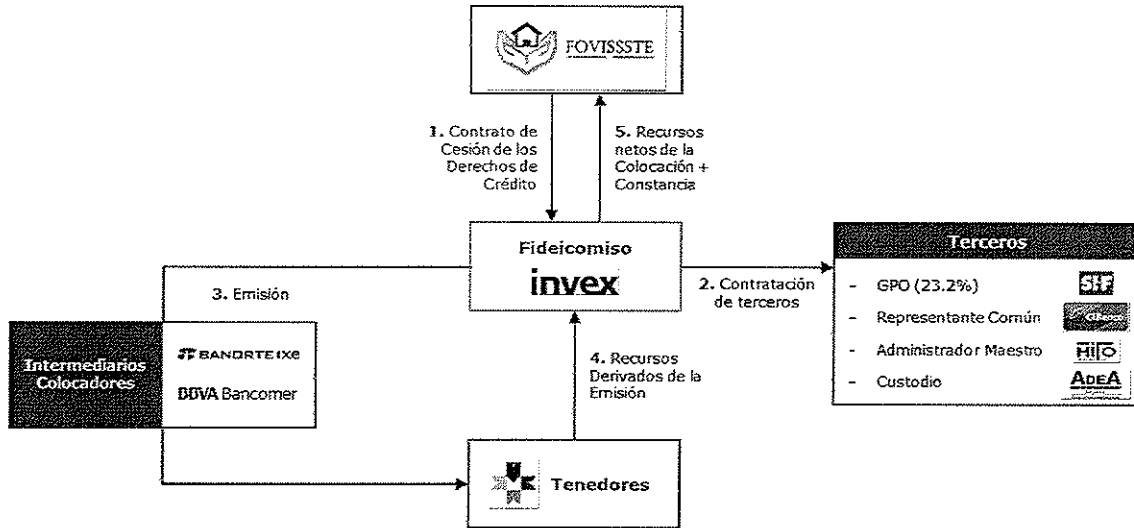 FOVISSSTE
1. Contrato de
Cesión de los
Derechos de
Crédito
5. Recursos
netos de la
Colocación +
Constancia
Fideicomiso
invex
3. Emisión
2. Contratación
de terceros
Terceros
- GPO (23.2%)
SHF
- Representante Común
- Administrador Maestro
HiTO
- Custodio
ADEA
Intermediarios
Colocadores
BANORTE IXE
BBVA Bancomer
4. Recursos
Derivados de la
Emisión
Tenedores